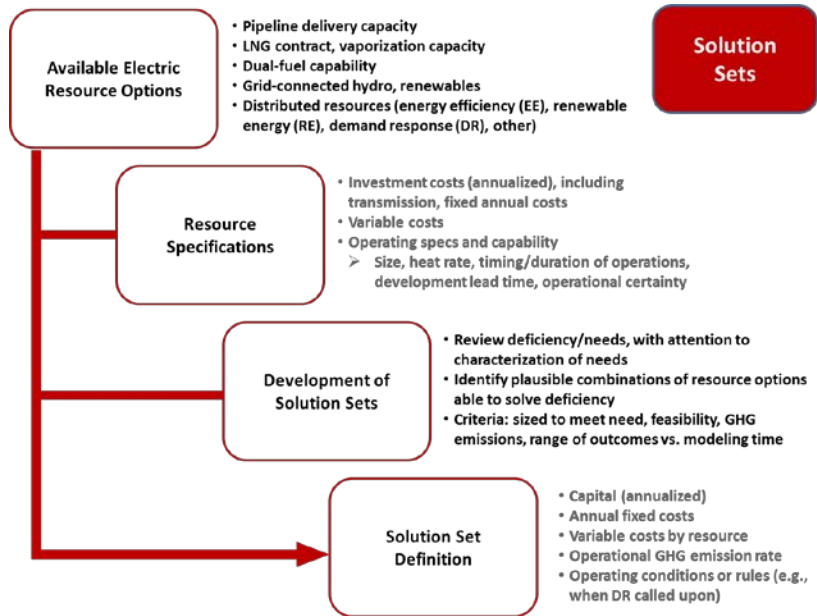 Solution
Sets
Available Electric
Resource Options
• Pipeline delivery capacity
• LNG contract, vaporization capacity
• Dual-fuel capability
• Grid-connected hydro, renewables
• Distributed resources (energy efficiency (EE), renewable
energy (RE), demand response (DR), other)
Resource
Specifications
• Investment costs (annualized), including
transmission, fixed annual costs
• Variable costs
• Operating specs and capability
➤ Size, heat rate, timing/duration of operations,
development lead time, operational certainty
Development of
Solution Sets
• Review deficiency/needs, with attention to
characterization of needs
• Identify plausible combinations of resource options
able to solve deficiency
• Criteria: sized to meet need, feasibility, GHG
emissions, range of outcomes vs. modeling time
Solution Set
Definition
• Capital (annualized)
• Annual fixed costs
• Variable costs by resource
• Operational GHG emission rate
• Operating conditions or rules (e.g.,
when DR called upon)